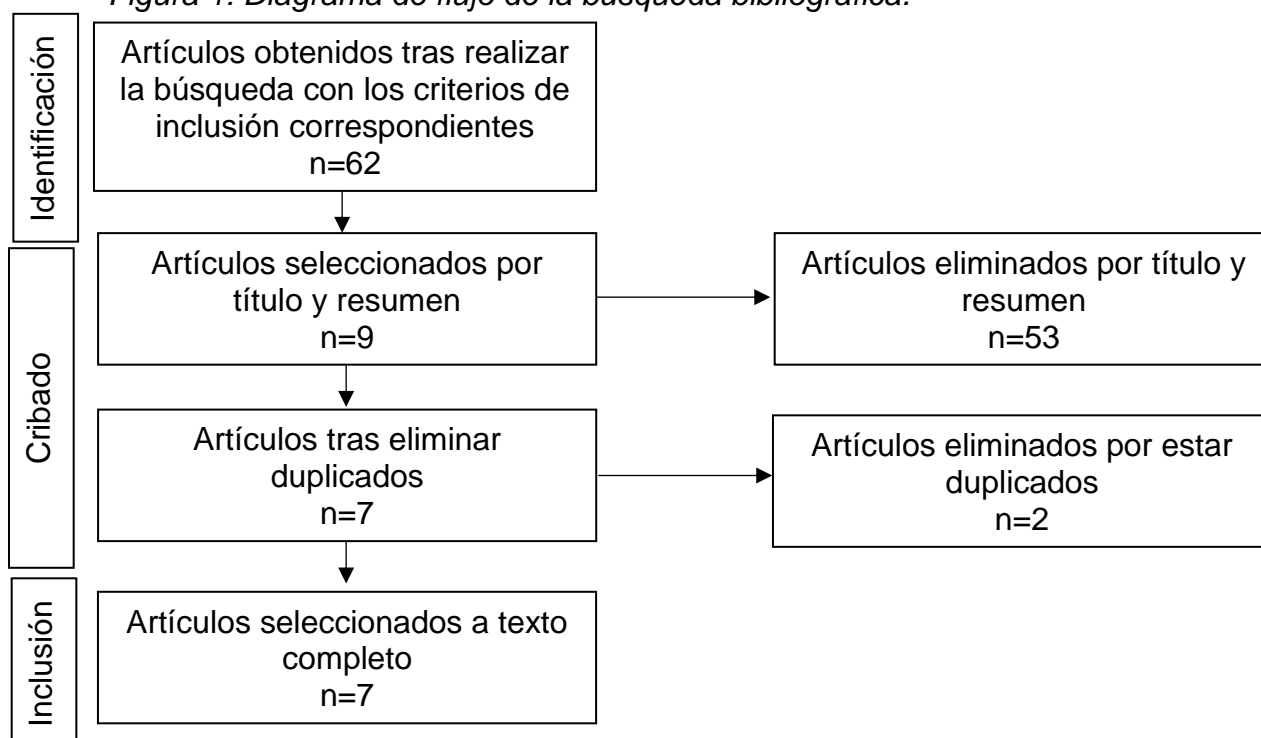 Figura 1. Diagrama de flujo de la búsqueda bibliográfica.
Identificación
Artículos obtenidos tras realizar
la búsqueda con los criterios de
inclusión correspondientes
n=62
Cribado
Artículos seleccionados por
título y resumen
n=9
Artículos eliminados por título y
resumen
n=53
Artículos tras eliminar
duplicados
n=7
Artículos eliminados por estar
duplicados
n=2
Inclusión
Artículos seleccionados a texto
completo
n=7